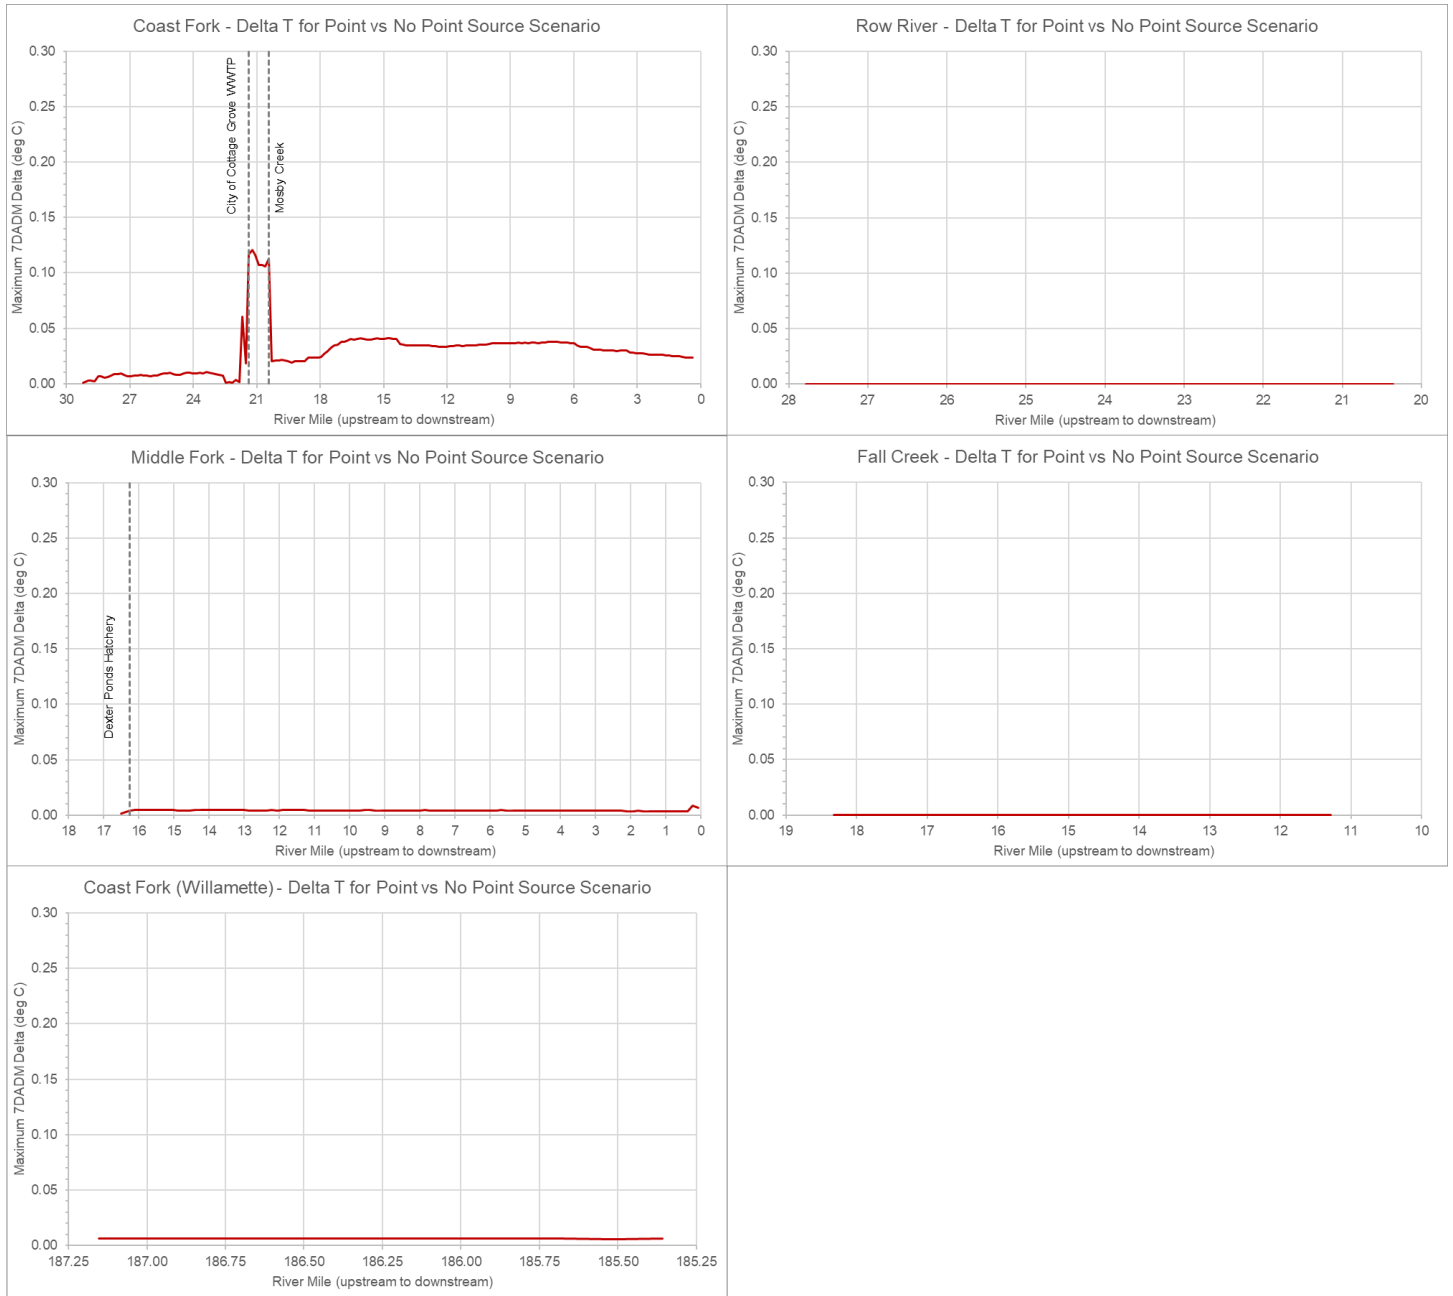 Coast Fork - Delta T for Point vs No Point Source Scenario
Maximum 7DADM Delta (deg C)
0.30
0.25
0.20
0.15
0.10
0.05
0.00
City of Cottage Grove WWTP
Mosby Creek
30 27 24 21 18 15 12 9 6 3 0
River Mile (upstream to downstream)
Row River - Delta T for Point vs No Point Source Scenario
Maximum 7DADM Delta (deg C)
0.30
0.25
0.20
0.15
0.10
0.05
0.00
28 27 26 25 24 23 22 21 20
River Mile (upstream to downstream)
Middle Fork - Delta T for Point vs No Point Source Scenario
Maximum 7DADM Delta (deg C)
0.30
0.25
0.20
0.15
0.10
0.05
0.00
Dexter Ponds Hatchery
18 17 16 15 14 13 12 11 10 9 8 7 6 5 4 3 2 1 0
River Mile (upstream to downstream)
Fall Creek - Delta T for Point vs No Point Source Scenario
Maximum 7DADM Delta (deg C)
0.30
0.25
0.20
0.15
0.10
0.05
0.00
19 18 17 16 15 14 13 12 11 10
River Mile (upstream to downstream)
Coast Fork (Willamette) - Delta T for Point vs No Point Source Scenario
Maximum 7DADM Delta (deg C)
0.30
0.25
0.20
0.15
0.10
0.05
0.00
187.25 187.00 186.75 186.50 186.25 186.00 185.75 185.50 185.25
River Mile (upstream to downstream)